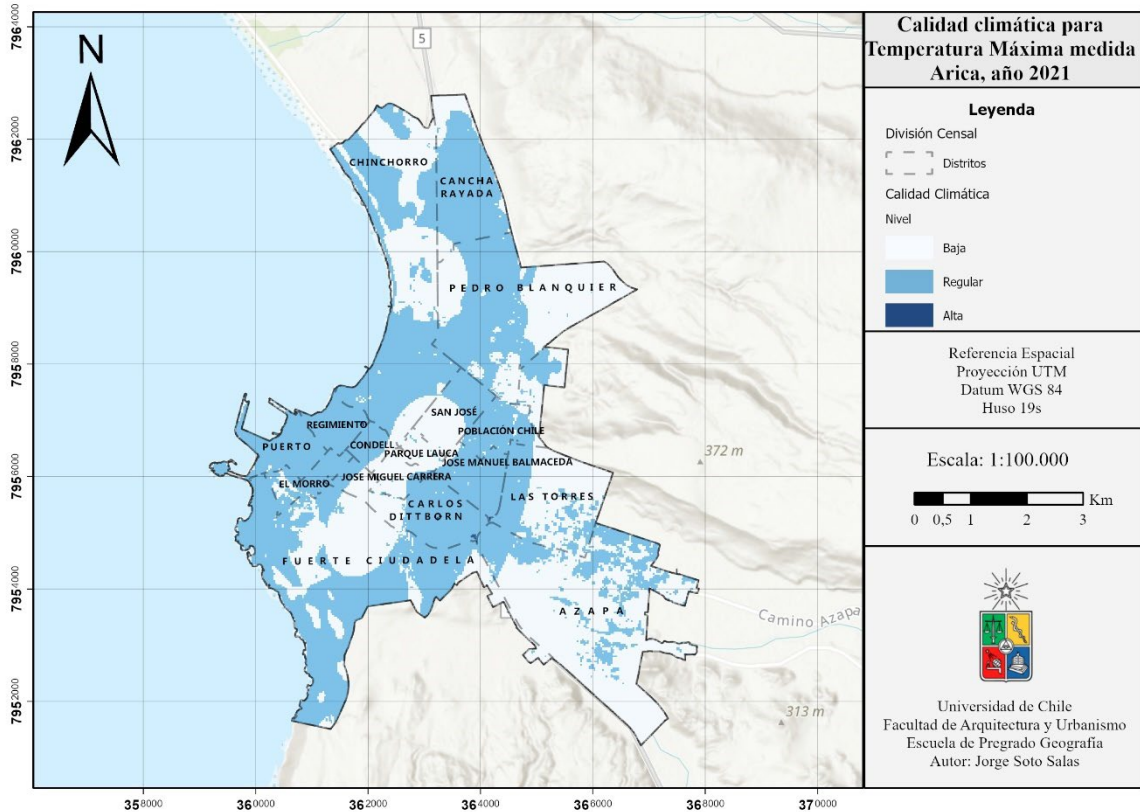 Calidad climática para
Temperatura Máxima medida
Arica, año 2021
Leyenda
División Censal
Distritos
Calidad Climática
Nivel
Baja
Regular
Alta
Referencia Espacial
Proyección UTM
Datum WGS 84
Huso 19s
Escala: 1:100.000
Km
0 0,5 1 2 3
Universidad de Chile
Facultad de Arquitectura y Urbanismo
Escuela de Pregrado Geografía
Autor: Jorge Soto Salas
N
5
CHINCHORRO
CANCHA
RAYADA
PEDRO BLANQUIER
SAN JOSÉ
REGIMIENTO
POBLACIÓN CHILE
PUERTO
CONDELL
PARQUE LAUCA
JOSE MANUEL BALMACEDA
372 m
EL MORRO
JOSE MIGUEL CARRERA
LAS TORRES
CARLOS
DITTBORN
FUERTE CIUDADELA
AZAPA
Camino Azapa
313 m
7964000
7962000
7960000
7958000
7956000
7954000
7952000
358000 360000 362000 364000 366000 368000 370000